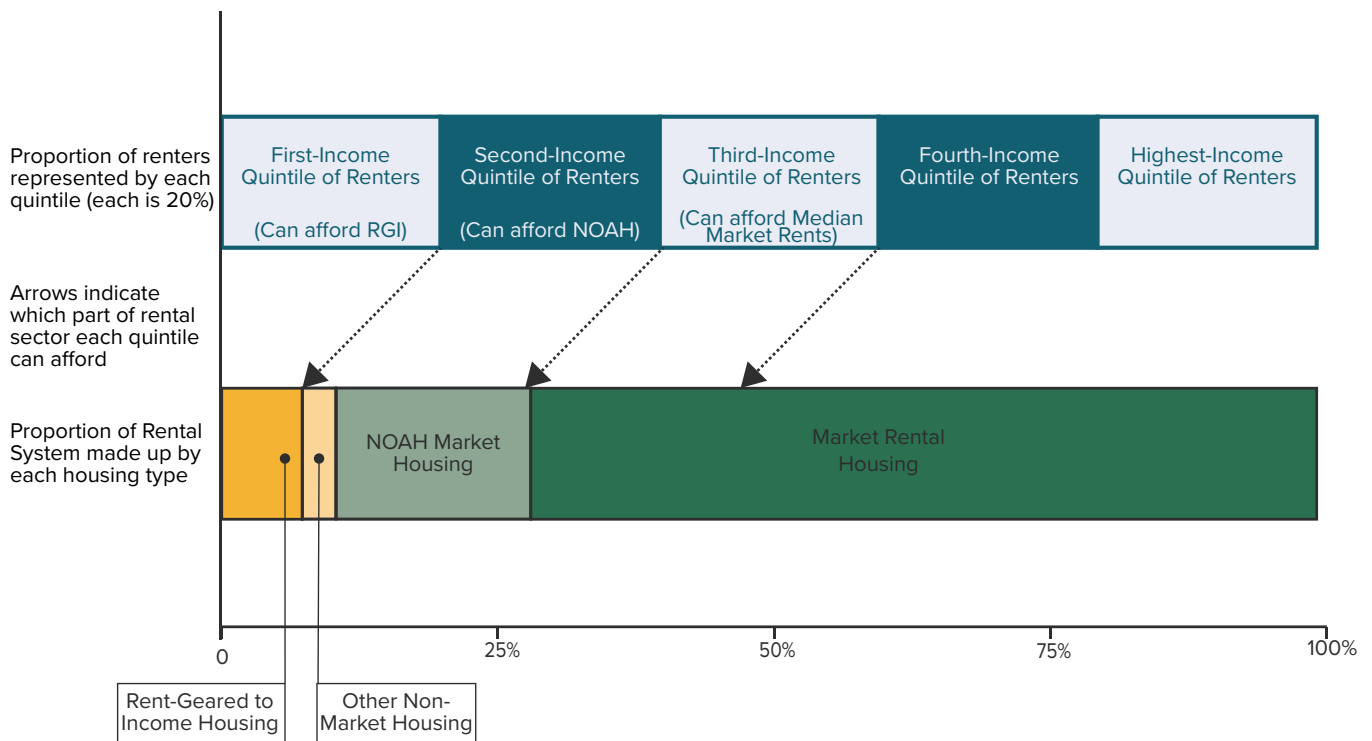 Proportion of renters
represented by each
quintile (each is 20%)
First-Income
Quintile of Renters
(Can afford RGI)
Second-Income
Quintile of Renters
(Can afford NOAH)
Third-Income
Quintile of Renters
(Can afford Median
Market Rents)
Fourth-Income
Quintile of Renters
Highest-Income
Quintile of Renters
Arrows indicate
which part of rental
sector each quintile
can afford
Proportion of Rental
System made up by
each housing type
NOAH Market
Housing
Market Rental
Housing
0
25%
50%
75%
100%
Rent-Geared to
Income Housing
Other Non-
Market Housing